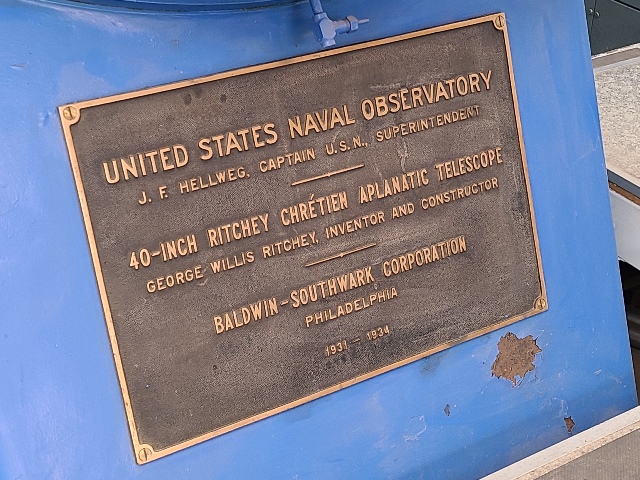 UNITED STATES NAVAL OBSERVATORY
J. F. HELLWEG, CAPTAIN U.S.N., SUPERINTENDENT
40-INCH RITCHEY CHRÉTIEN APLANATIC TELESCOPE
GEORGE WILLIS RITCHEY, INVENTOR AND CONSTRUCTOR
BALDWIN-SOUTHWARK CORPORATION
PHILADELPHIA
1931 - 1934